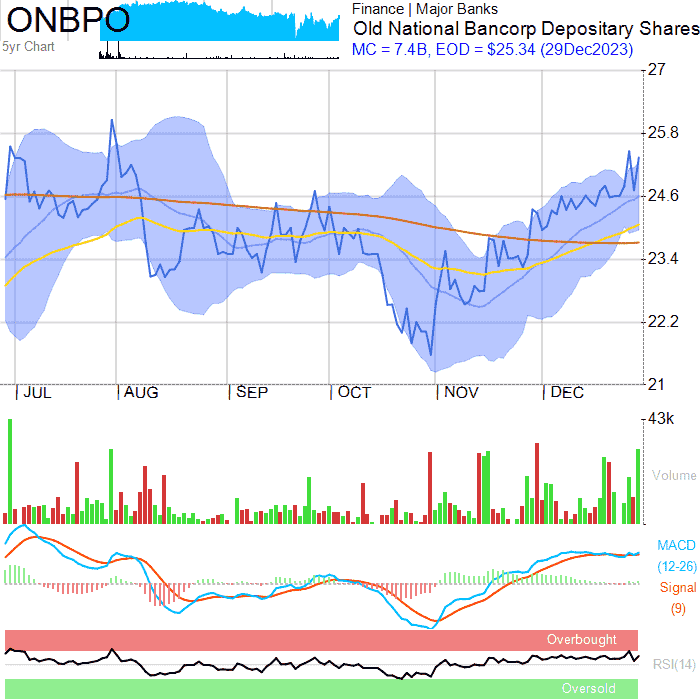 ONBPO
5yr Chart
Finance | Major Banks
Old National Bancorp Depositary Shares
MC = 7.4B, EOD = $25.34 (29Dec2023)
27
25.8
24.6
23.4
22.2
21
| JUL | AUG | SEP | OCT | NOV | DEC
43k
Volume
MACD
(12-26)
Signal
(9)
Overbought
RSI(14)
Oversold